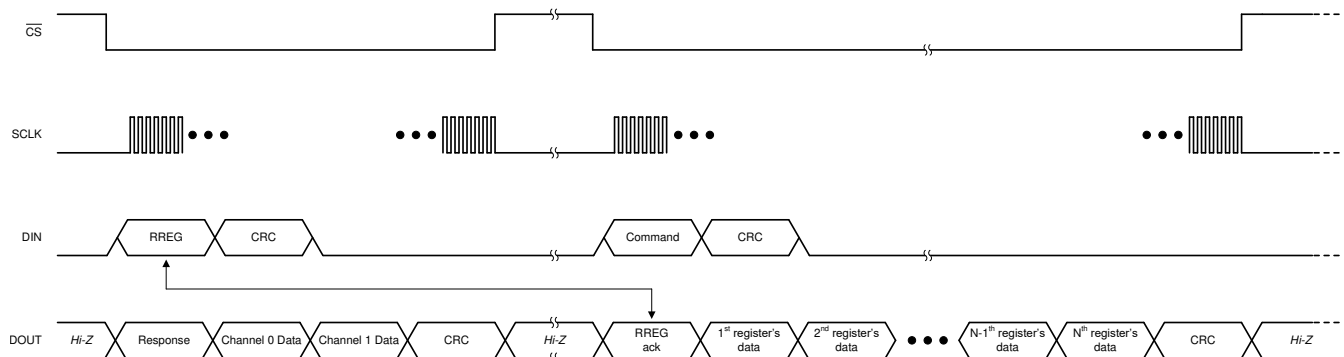 CS
SCLK
DIN
RREG
CRC
Command
CRC
DOUT
Hi-Z
Response
Channel 0 Data
Channel 1 Data
CRC
Hi-Z
RREG
ack
1st register's
data
2nd register's
data
N-1th register's
data
Nth register's
data
CRC
Hi-Z